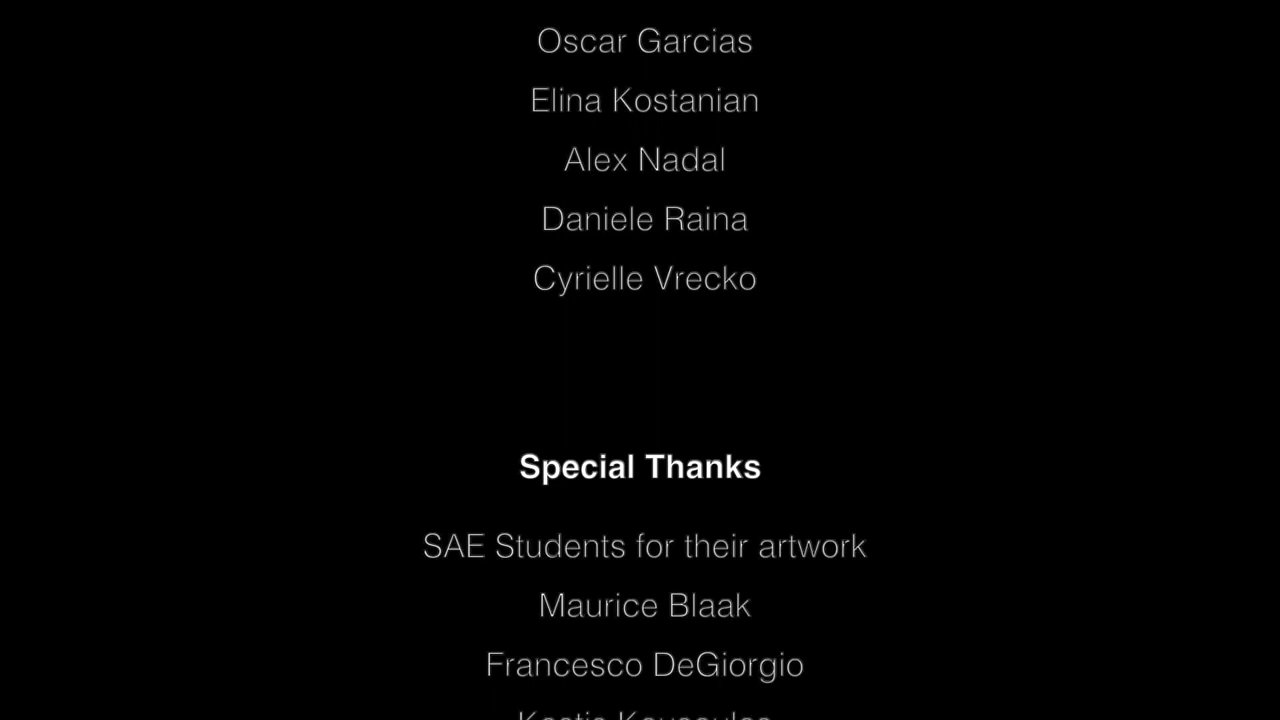 Oscar Garcias
Elina Kostanian
Alex Nadal
Daniele Raina
Cyrielle Vrecko
Special Thanks
SAE Students for their artwork
Maurice Blaak
Francesco DeGiorgio